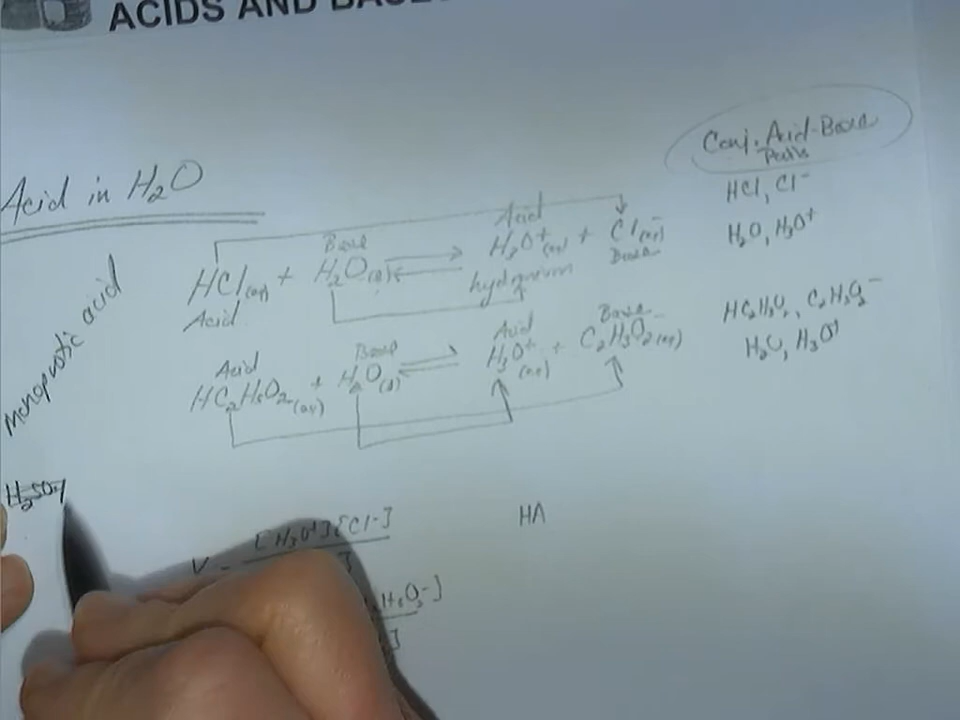 ACIDS AND BASES
Conj. Acid-Base
Pairs
Acid in H₂O
HCl, Cl⁻
H₂O, H₃O⁺
Base
Acid
HCl(aq) + H₂O(l) ⇌ H₃O⁺(aq) + Cl⁻(aq)
Acid
hydronium
Base
monoprotic acid
HC₂H₃O₂, C₂H₃O₂⁻
H₂O, H₃O⁺
Acid
Base
Acid
Base
HC₂H₃O₂(aq) + H₂O(l) ⇌ H₃O⁺(aq) + C₂H₃O₂⁻(aq)
H₂SO₄
[H₃O⁺][Cl⁻]
HA